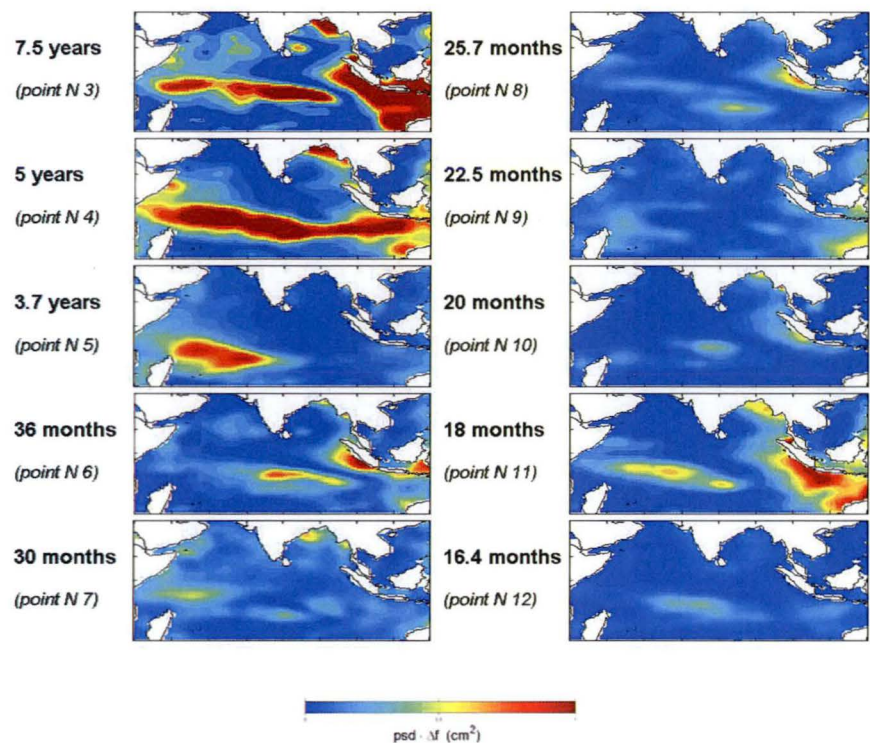 7.5 years
(point N 3)
5 years
(point N 4)
3.7 years
(point N 5)
36 months
(point N 6)
30 months
(point N 7)
25.7 months
(point N 8)
22.5 months
(point N 9)
20 months
(point N 10)
18 months
(point N 11)
16.4 months
(point N 12)
psd · Δf (cm²)